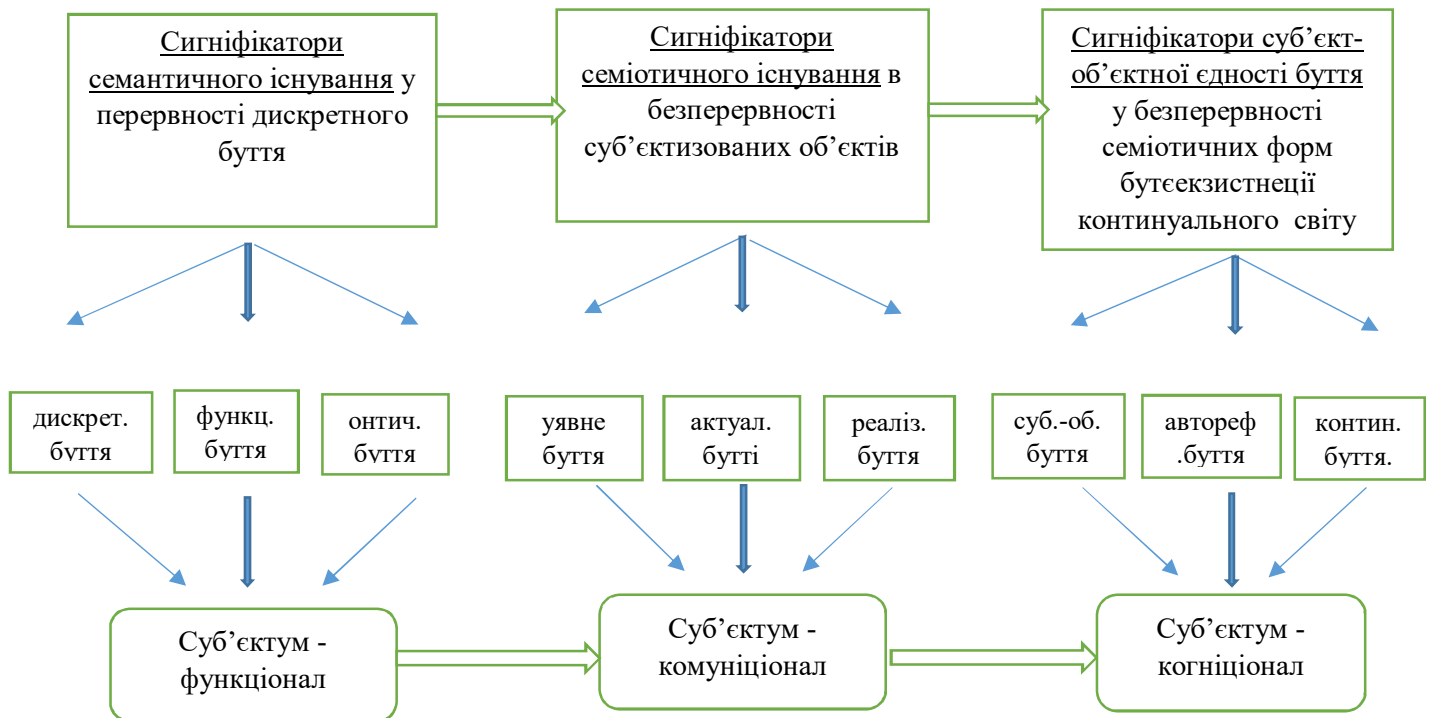 Сигніфікатори
семантичного існування у
перервності дискретного
буття
Сигніфікатори
семіотичного існування в
безперервності
суб’єктизованих об’єктів
Сигніфікатори суб’єкт-
об’єктної єдності буття
у безперервності
семіотичних форм
бутєекзистнеції
континуального світу
дискрет.
буття
функц.
буття
онтич.
буття
уявне
буття
актуал.
бутті
реаліз.
буття
суб.-об.
буття
автореф
.буття
контин.
буття.
Суб’єктум -
функціонал
Суб’єктум -
комуніціонал
Суб’єктум -
когніціонал